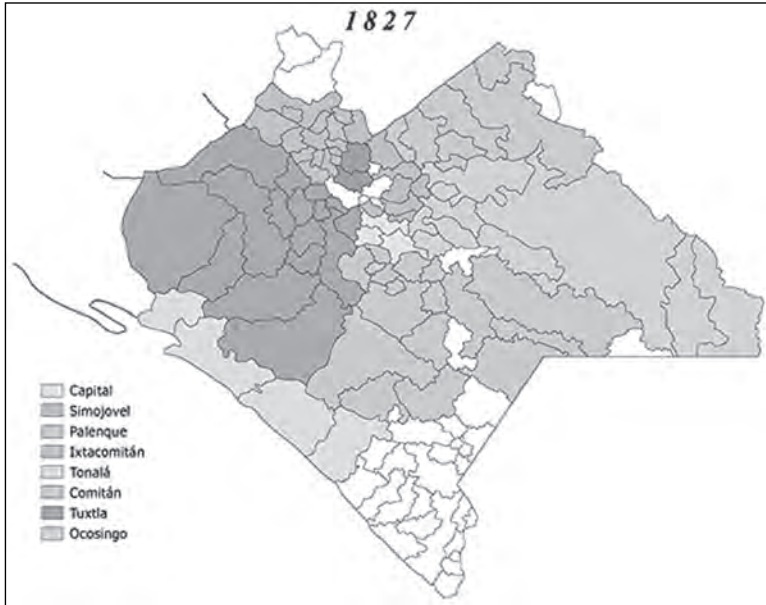 1827
Capital
Simojovel
Palenque
Ixtacomitán
Tonalá
Comitán
Tuxtla
Ocosingo